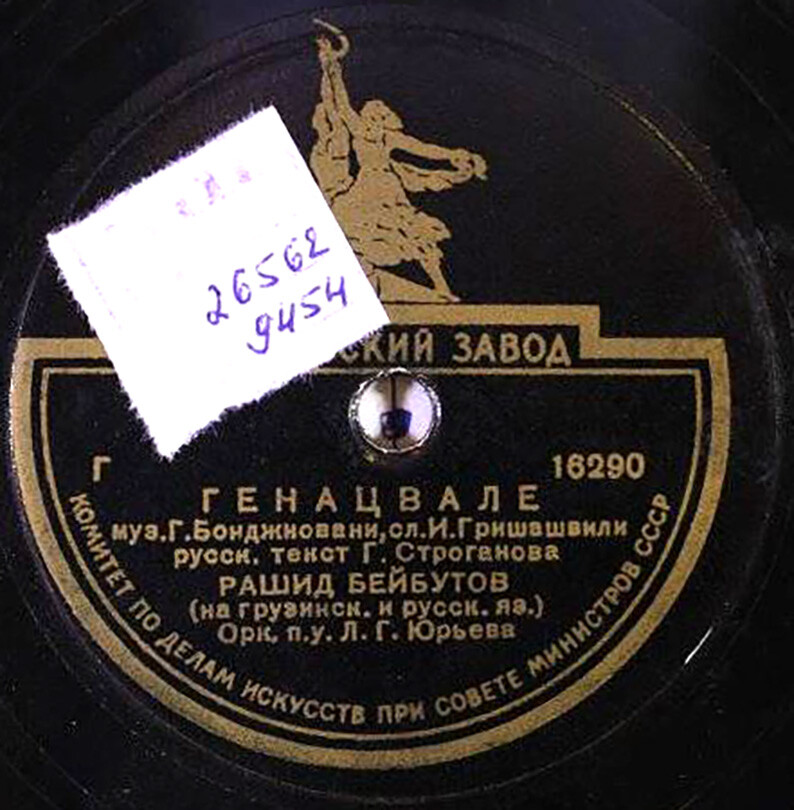 26562
9454
СКИЙ ЗАВОД
Г 16290
ГЕНАЦВАЛЕ
муз. Г. Бонджновани, сл. И. Гришашвили
русск. текст Г. Строганова
РАШИД БЕЙБУТОВ
(на грузинск. и русск. яз.)
Орк. п. у. Л. Г. Юрьева
КОМИТЕТ ПО ДЕЛАМ ИСКУССТВ ПРИ СОВЕТЕ МИНИСТРОВ СССР